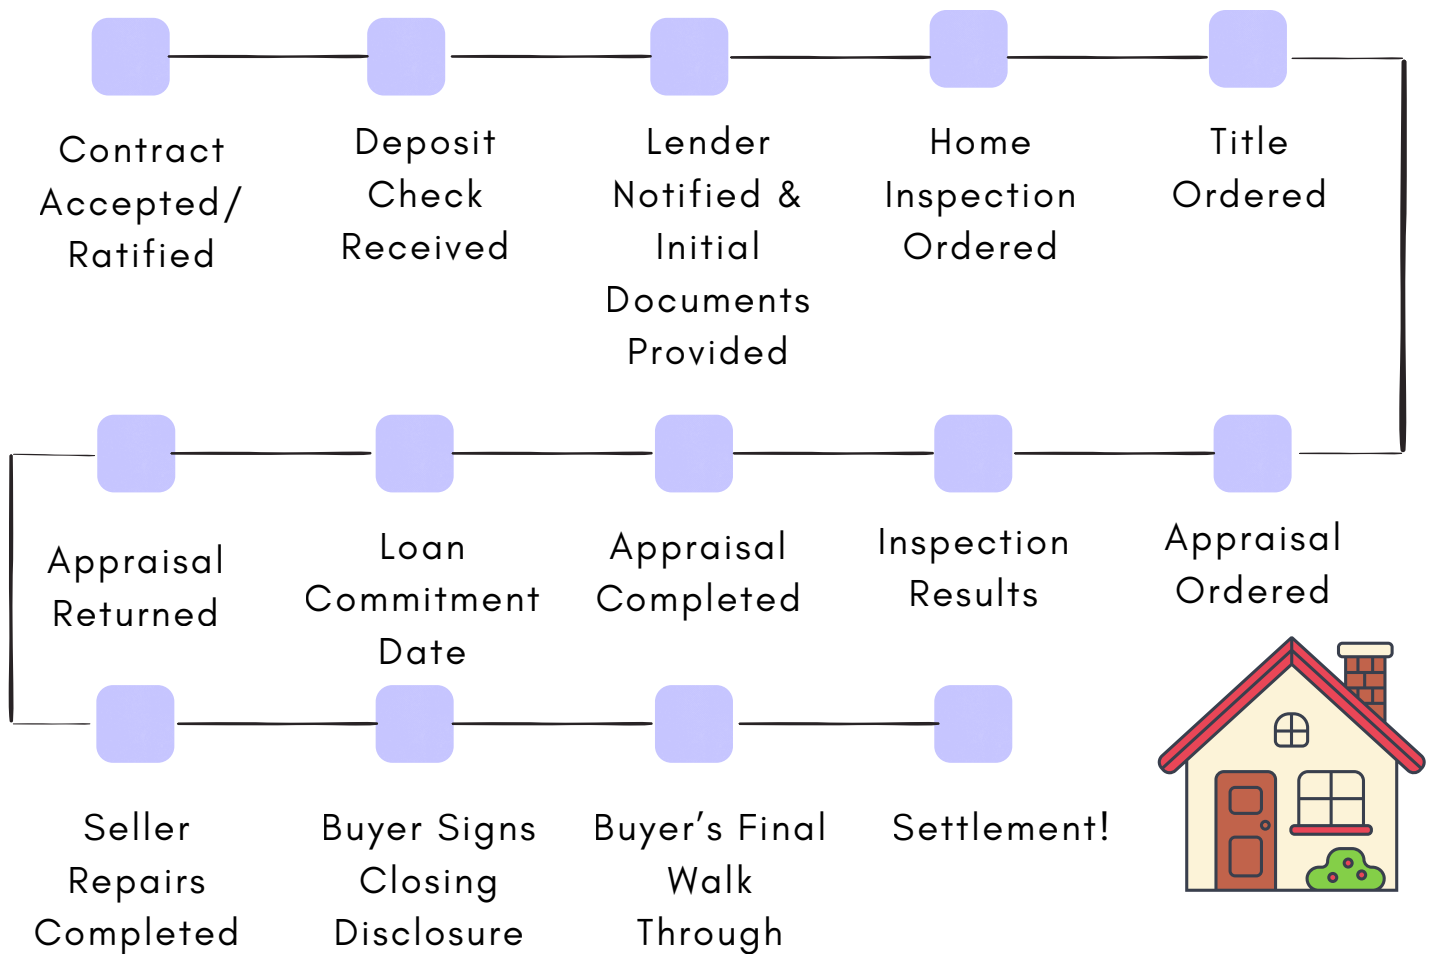 Contract
Accepted/
Ratified
Deposit
Check
Received
Lender
Notified &
Initial
Documents
Provided
Home
Inspection
Ordered
Title
Ordered
Appraisal
Returned
Loan
Commitment
Date
Appraisal
Completed
Inspection
Results
Appraisal
Ordered
Seller
Repairs
Completed
Buyer Signs
Closing
Disclosure
Buyer’s Final
Walk
Through
Settlement!